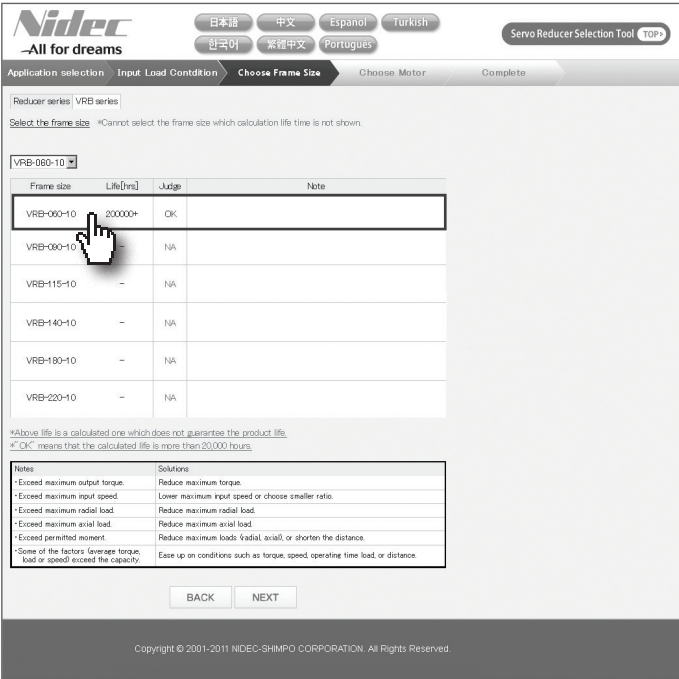 Nidec
-All for dreams
日本語 中文 Español Turkish
한국어 繁體中文 Portugues
Servo Reducer Selection Tool TOP>
Application selection Input Load Contdition Choose Frame Size Choose Motor Complete
Reducer series VRB series
Select the frame size *Cannot select the frame size which calculation life time is not shown.
VRB-060-10
Frame size Life[hrs] Judge Note
VRB-060-10 200000+ OK
VRB-090-10 - NA
VRB-115-10 - NA
VRB-140-10 - NA
VRB-180-10 - NA
VRB-220-10 - NA
*Above life is a calculated one which does not guarantee the product life.
*"OK" means that the calculated life is more than 20,000 hours.
Notes Solutions
・Exceed maximum output torque. Reduce maximum torque.
・Exceed maximum input speed. Lower maximum input speed or choose smaller ratio.
・Exceed maximum radial load. Reduce maximum radial load.
・Exceed maximum axial load. Reduce maximum axial load.
・Exceed permitted moment. Reduce maximum loads (radial, axial), or shorten the distance.
・Some of the factors (average torque, load or speed) exceed the capacity. Ease up on conditions such as torque, speed, operating time load, or distance.
BACK NEXT
Copyright © 2001-2011 NIDEC-SHIMPO CORPORATION. All Rights Reserved.